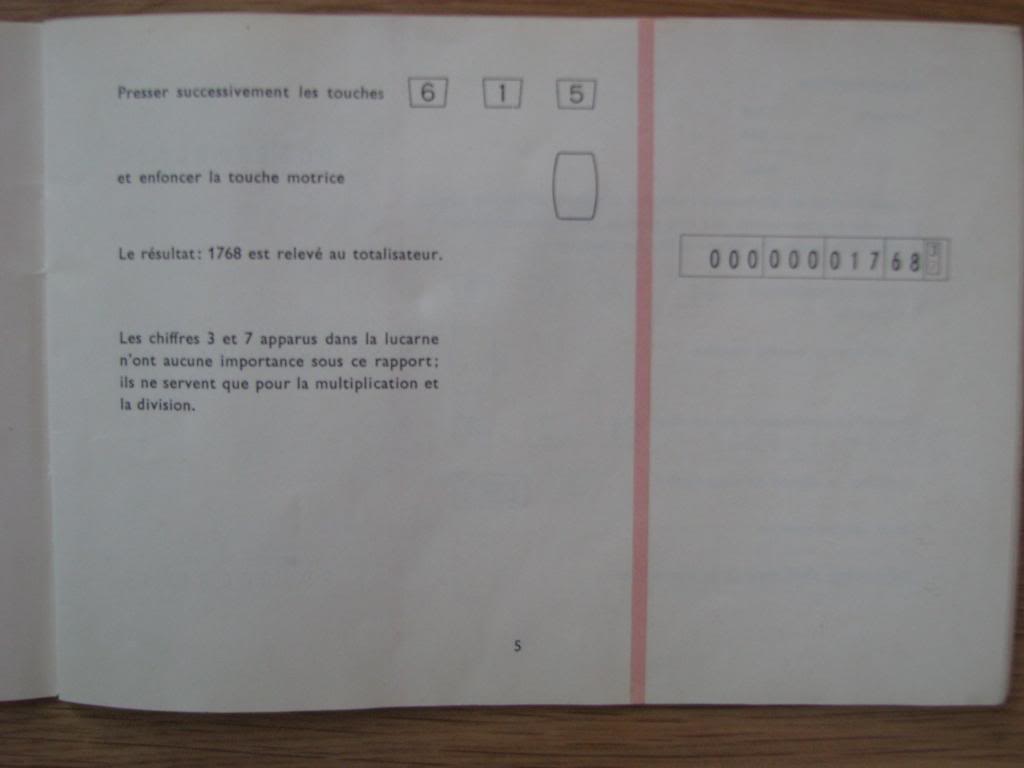 Presser successivement les touches 6 1 5
et enfoncer la touche motrice
Le résultat: 1768 est relevé au totalisateur.
00000001768
Les chiffres 3 et 7 apparus dans la lucarne
n'ont aucune importance sous ce rapport;
ils ne servent que pour la multiplication et
la division.
5